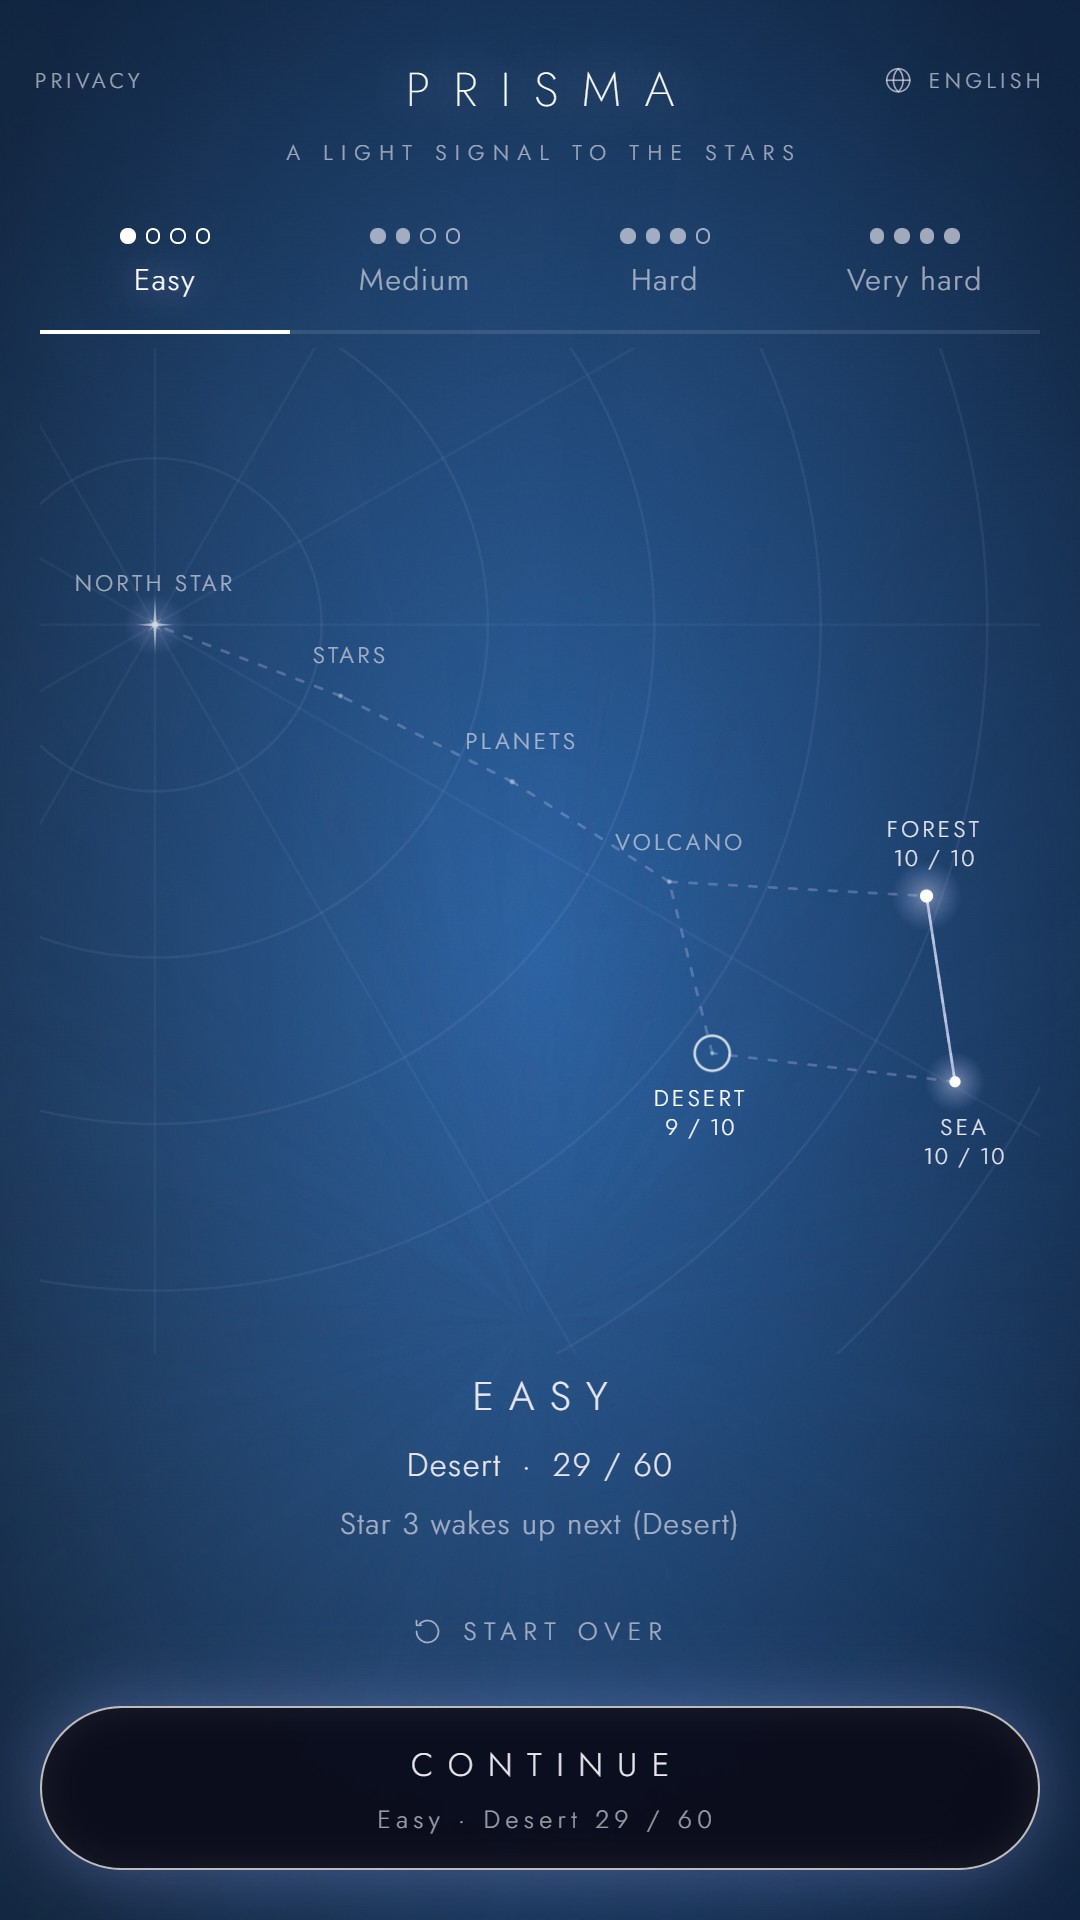 PRIVACY
PRISMA
ENGLISH
A LIGHT SIGNAL TO THE STARS
Easy
Medium
Hard
Very hard
NORTH STAR
STARS
PLANETS
VOLCANO
FOREST
10 / 10
DESERT
9 / 10
SEA
10 / 10
EASY
Desert · 29 / 60
Star 3 wakes up next (Desert)
START OVER
CONTINUE
Easy · Desert 29 / 60